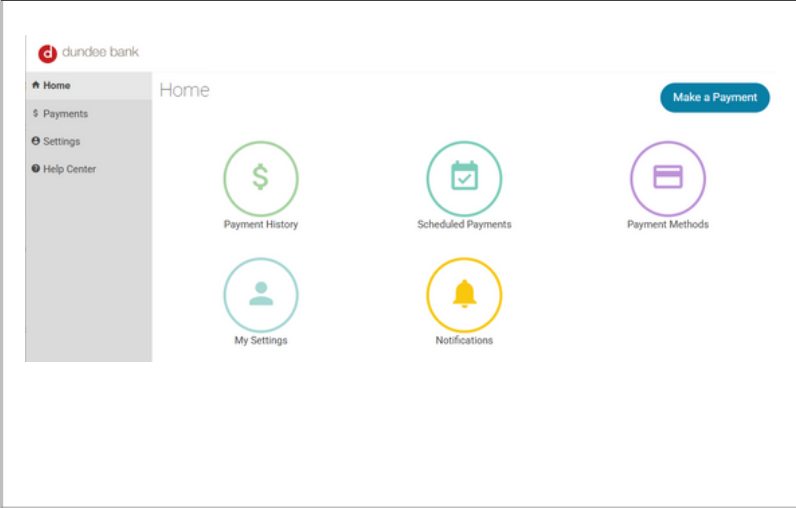 dundee bank
Home
Payments
Settings
Help Center
Home
Make a Payment
Payment History
Scheduled Payments
Payment Methods
My Settings
Notifications